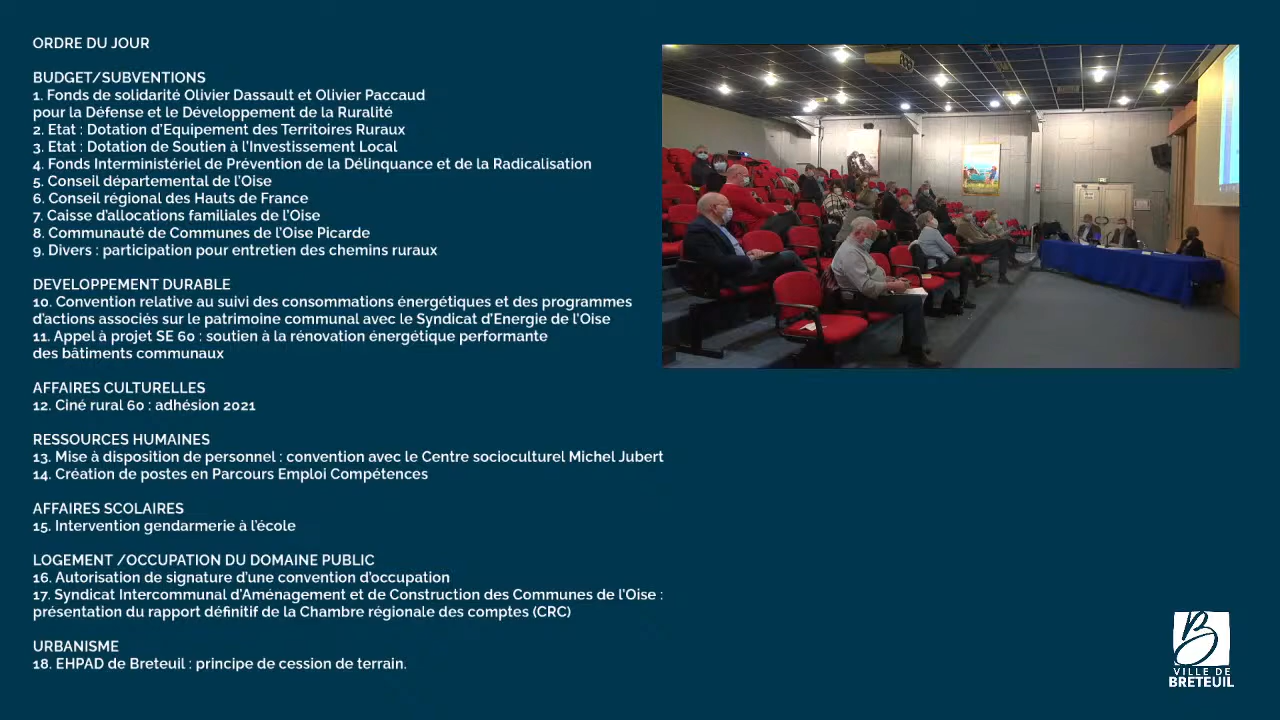 ORDRE DU JOUR
BUDGET/SUBVENTIONS
1. Fonds de solidarité Olivier Dassault et Olivier Paccaud
pour la Défense et le Développement de la Ruralité
2. Etat : Dotation d'Equipement des Territoires Ruraux
3. Etat : Dotation de Soutien à l'Investissement Local
4. Fonds Interministériel de Prévention de la Délinquance et de la Radicalisation
5. Conseil départemental de l'Oise
6. Conseil régional des Hauts de France
7. Caisse d'allocations familiales de l'Oise
8. Communauté de Communes de l'Oise Picarde
9. Divers : participation pour entretien des chemins ruraux
DEVELOPPEMENT DURABLE
10. Convention relative au suivi des consommations énergétiques et des programmes
d'actions associés sur le patrimoine communal avec le Syndicat d'Energie de l'Oise
11. Appel à projet SE 60 : soutien à la rénovation énergétique performante
des bâtiments communaux
AFFAIRES CULTURELLES
12. Ciné rural 60 : adhésion 2021
RESSOURCES HUMAINES
13. Mise à disposition de personnel : convention avec le Centre socioculturel Michel Jubert
14. Création de postes en Parcours Emploi Compétences
AFFAIRES SCOLAIRES
15. Intervention gendarmerie à l'école
LOGEMENT /OCCUPATION DU DOMAINE PUBLIC
16. Autorisation de signature d'une convention d'occupation
17. Syndicat Intercommunal d'Aménagement et de Construction des Communes de l'Oise :
présentation du rapport définitif de la Chambre régionale des comptes (CRC)
URBANISME
18. EHPAD de Breteuil : principe de cession de terrain.
B
VILLE DE
BRETEUIL